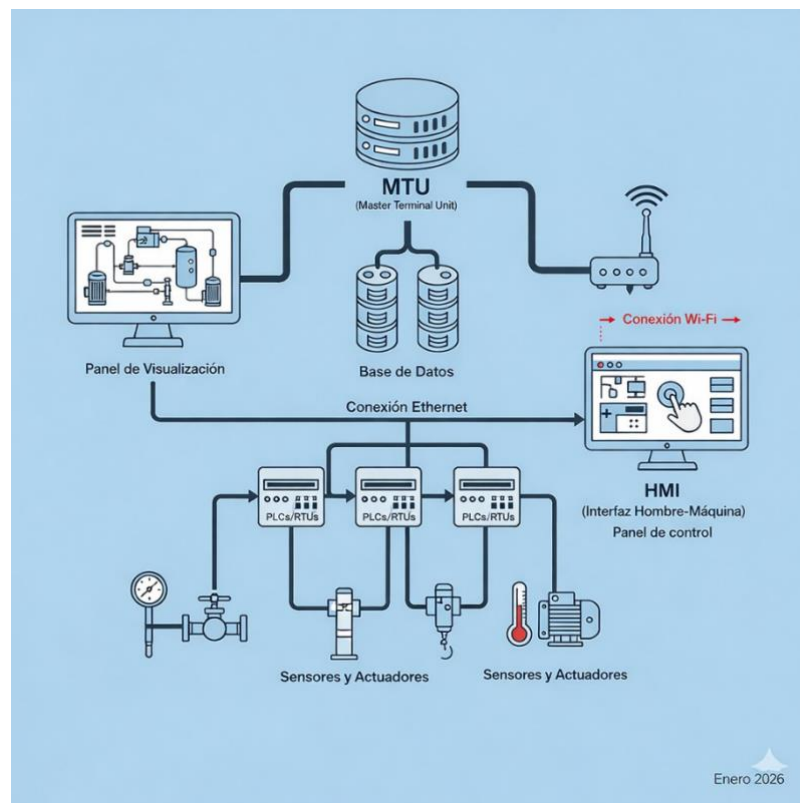 MTU
(Master Terminal Unit)
Conexión Wi-Fi
Panel de Visualización
Base de Datos
Conexión Ethernet
HMI
(Interfaz Hombre-Máquina)
Panel de control
PLCs/RTUs
PLCs/RTUs
PLCs/RTUs
Sensores y Actuadores
Sensores y Actuadores
Enero 2026